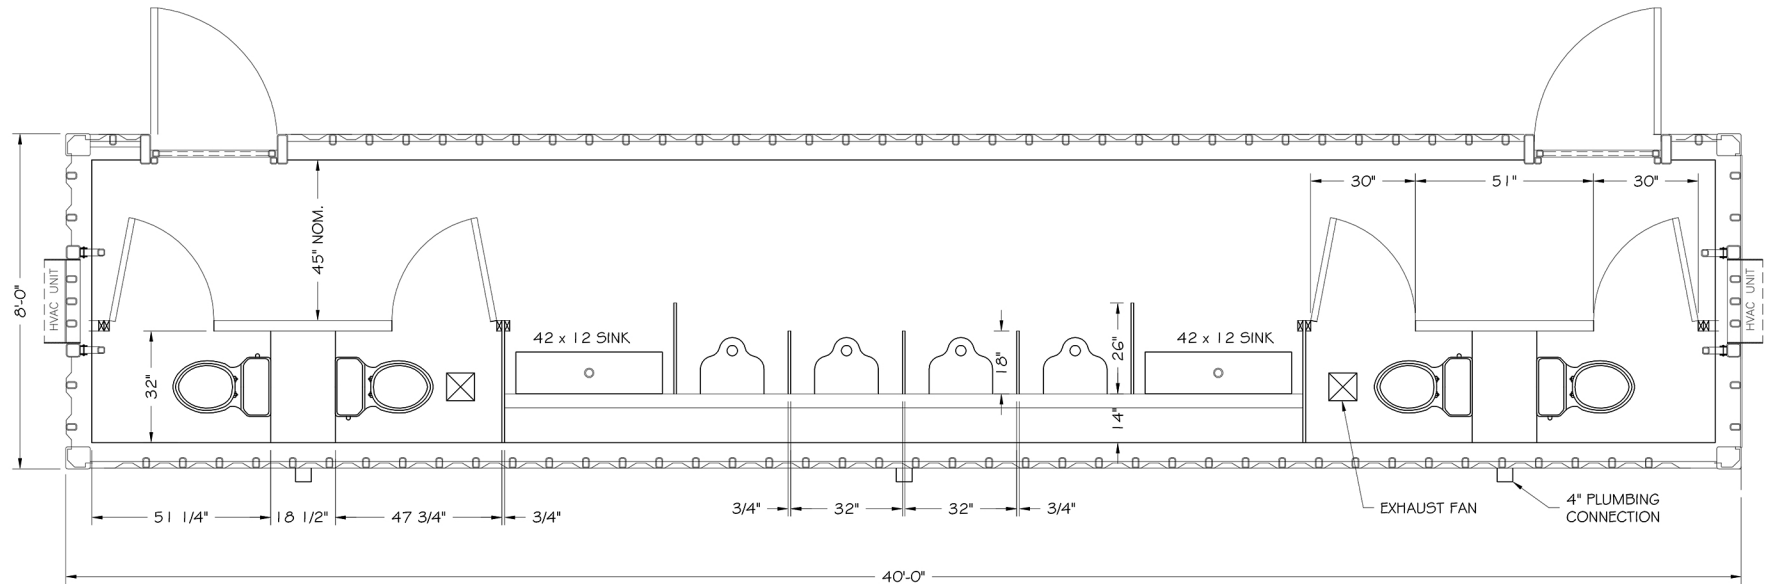 30"
51"
30"
45" NOM.
8'-0"
HVAC UNIT
HVAC UNIT
42 x 12 SINK
42 x 12 SINK
18"
26"
32"
14"
51 1/4"
18 1/2"
47 3/4"
3/4"
3/4"
32"
32"
3/4"
EXHAUST FAN
4" PLUMBING
CONNECTION
40'-0"